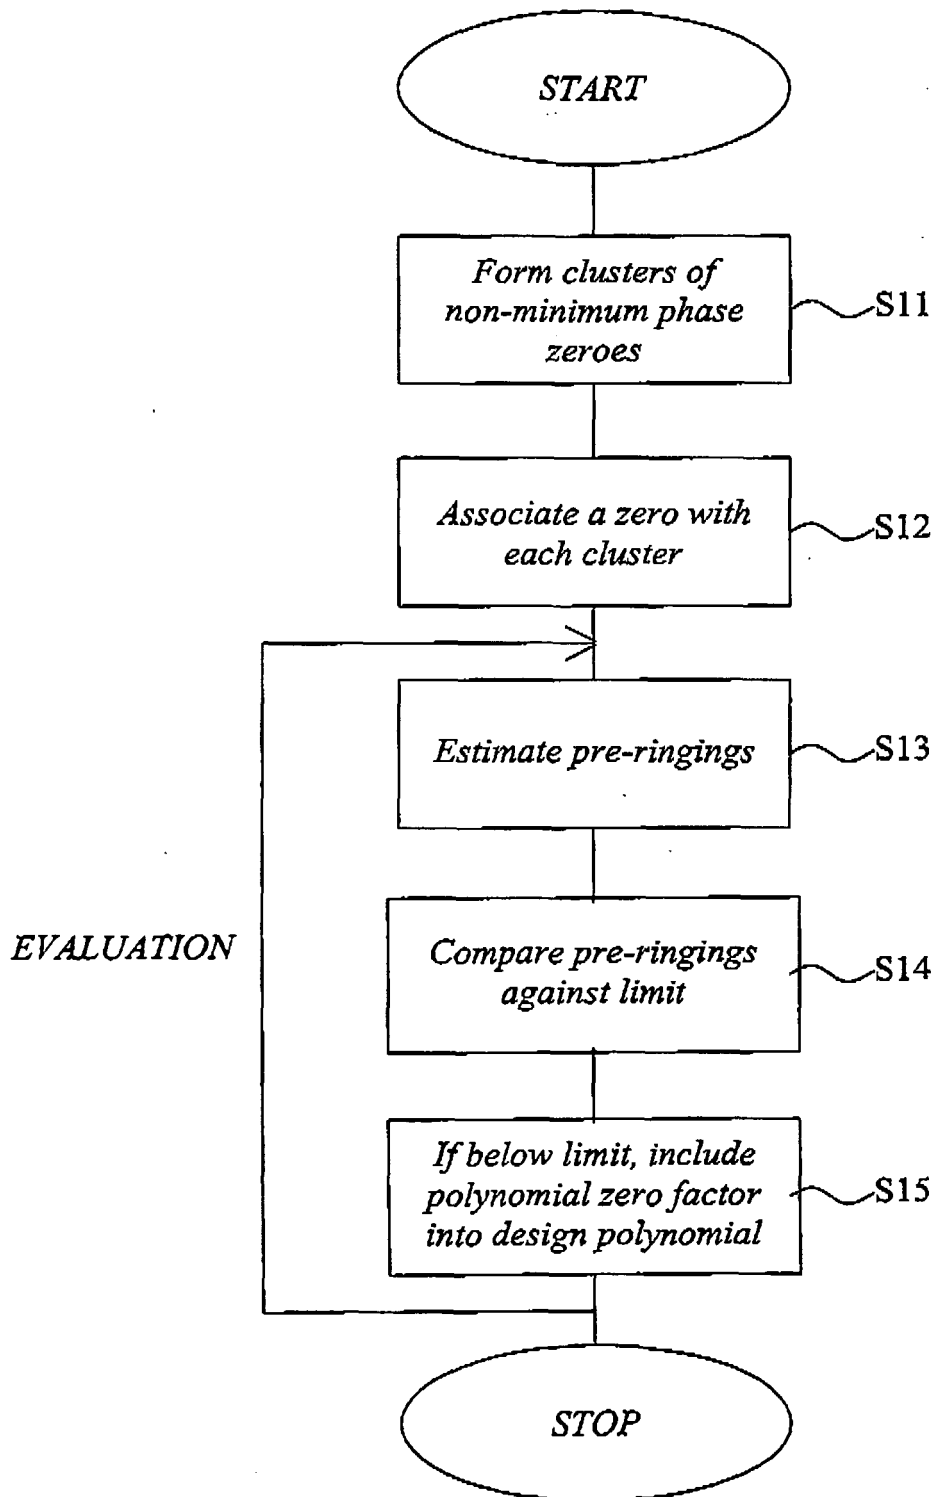 START
Form clusters of
non-minimum phase
zeroes
S11
Associate a zero with
each cluster
S12
Estimate pre-ringings
S13
EVALUATION
Compare pre-ringings
against limit
S14
If below limit, include
polynomial zero factor
into design polynomial
S15
STOP